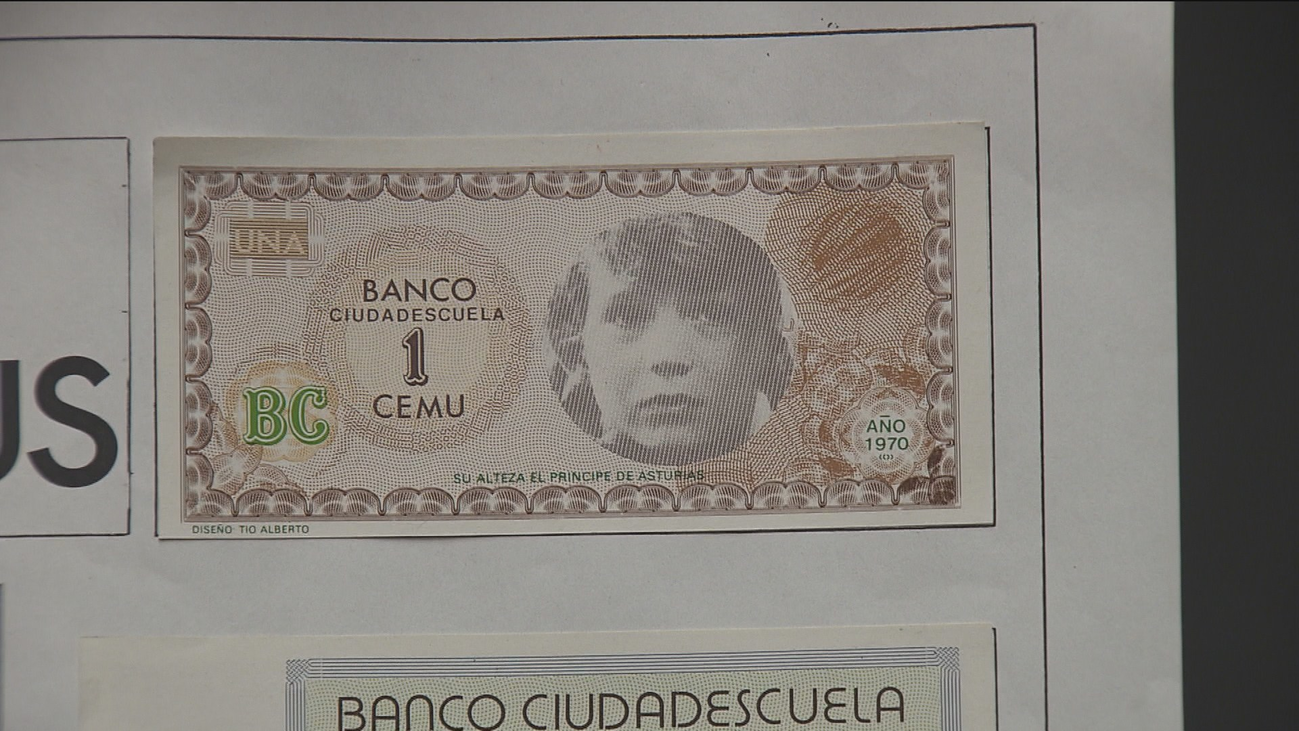 US
UNA
BANCO
CIUDADESCUELA
1
CEMU
BC
AÑO
1970
SU ALTEZA EL PRINCIPE DE ASTURIAS
DISEÑO TIO ALBERTO
BANCO CIUDADESCUELA